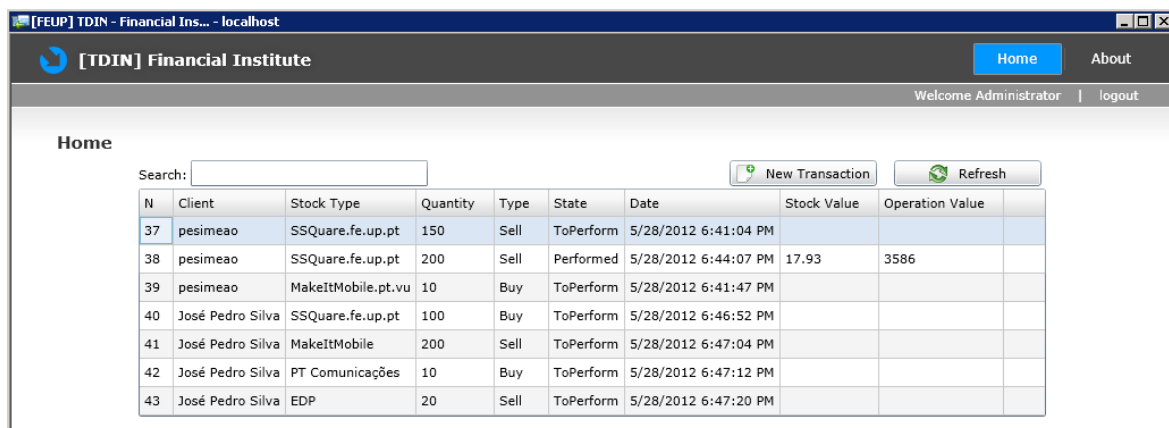 [FEUP] TDIN - Financial Ins... - localhost
[TDIN] Financial Institute Home About
Welcome Administrator | logout
Home
Search: New Transaction Refresh
N Client Stock Type Quantity Type State Date Stock Value Operation Value
37 pesimeao SSQuare.fe.up.pt 150 Sell ToPerform 5/28/2012 6:41:04 PM
38 pesimeao SSQuare.fe.up.pt 200 Sell Performed 5/28/2012 6:44:07 PM 17.93 3586
39 pesimeao MakeItMobile.pt.vu 10 Buy ToPerform 5/28/2012 6:41:47 PM
40 José Pedro Silva SSQuare.fe.up.pt 100 Buy ToPerform 5/28/2012 6:46:52 PM
41 José Pedro Silva MakeItMobile 200 Sell ToPerform 5/28/2012 6:47:04 PM
42 José Pedro Silva PT Comunicações 10 Buy ToPerform 5/28/2012 6:47:12 PM
43 José Pedro Silva EDP 20 Sell ToPerform 5/28/2012 6:47:20 PM